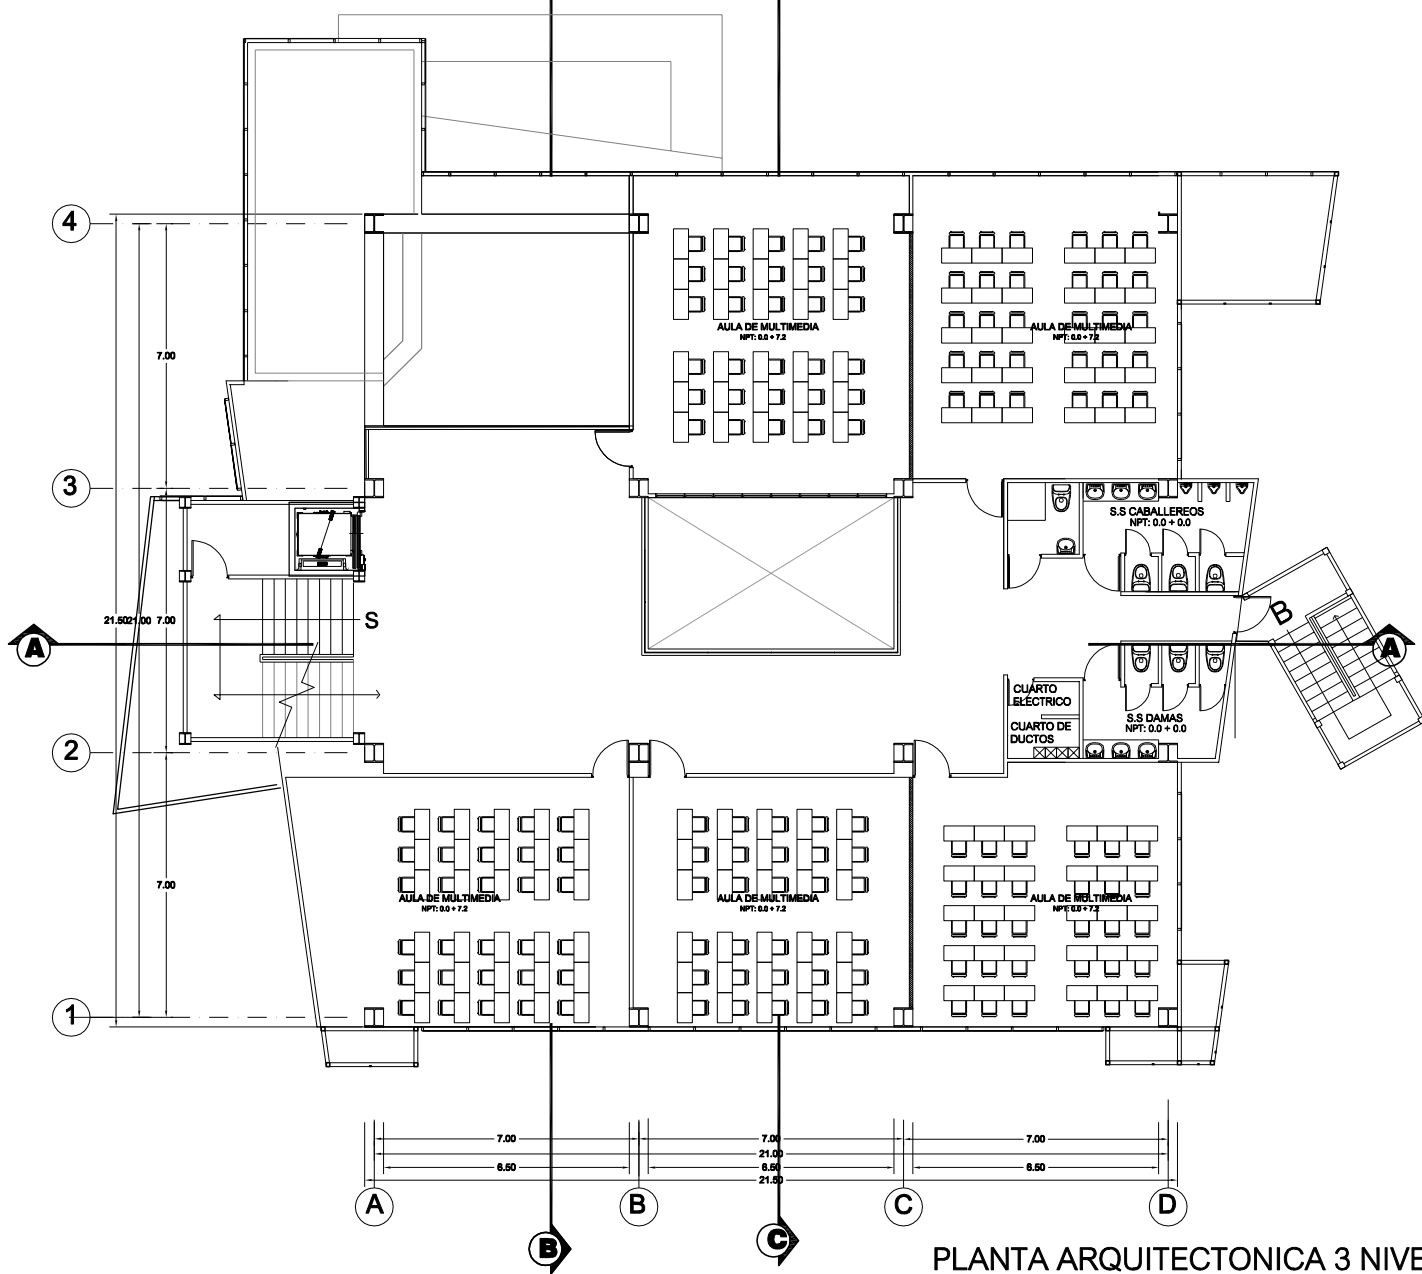 4
7.00
AULA DE MULTIMEDIA
NPT: 0.0 + 7.2
AULA DE MULTIMEDIA
NPT: 0.0 + 7.2
3
S.S CABALLEREOS
NPT: 0.0 + 0.0
21.50
21.00
7.00
S
B
A
A
CUARTO
ELECTRICO
S.S DAMAS
NPT: 0.0 + 0.0
CUARTO DE
DUCTOS
2
7.00
AULA DE MULTIMEDIA
NPT: 0.0 + 7.2
AULA DE MULTIMEDIA
NPT: 0.0 + 7.2
AULA DE MULTIMEDIA
NPT: 0.0 + 7.2
1
7.00
7.00
7.00
21.00
6.50
6.50
6.50
21.50
A
B
C
D
B
C
PLANTA ARQUITECTONICA 3 NIVE